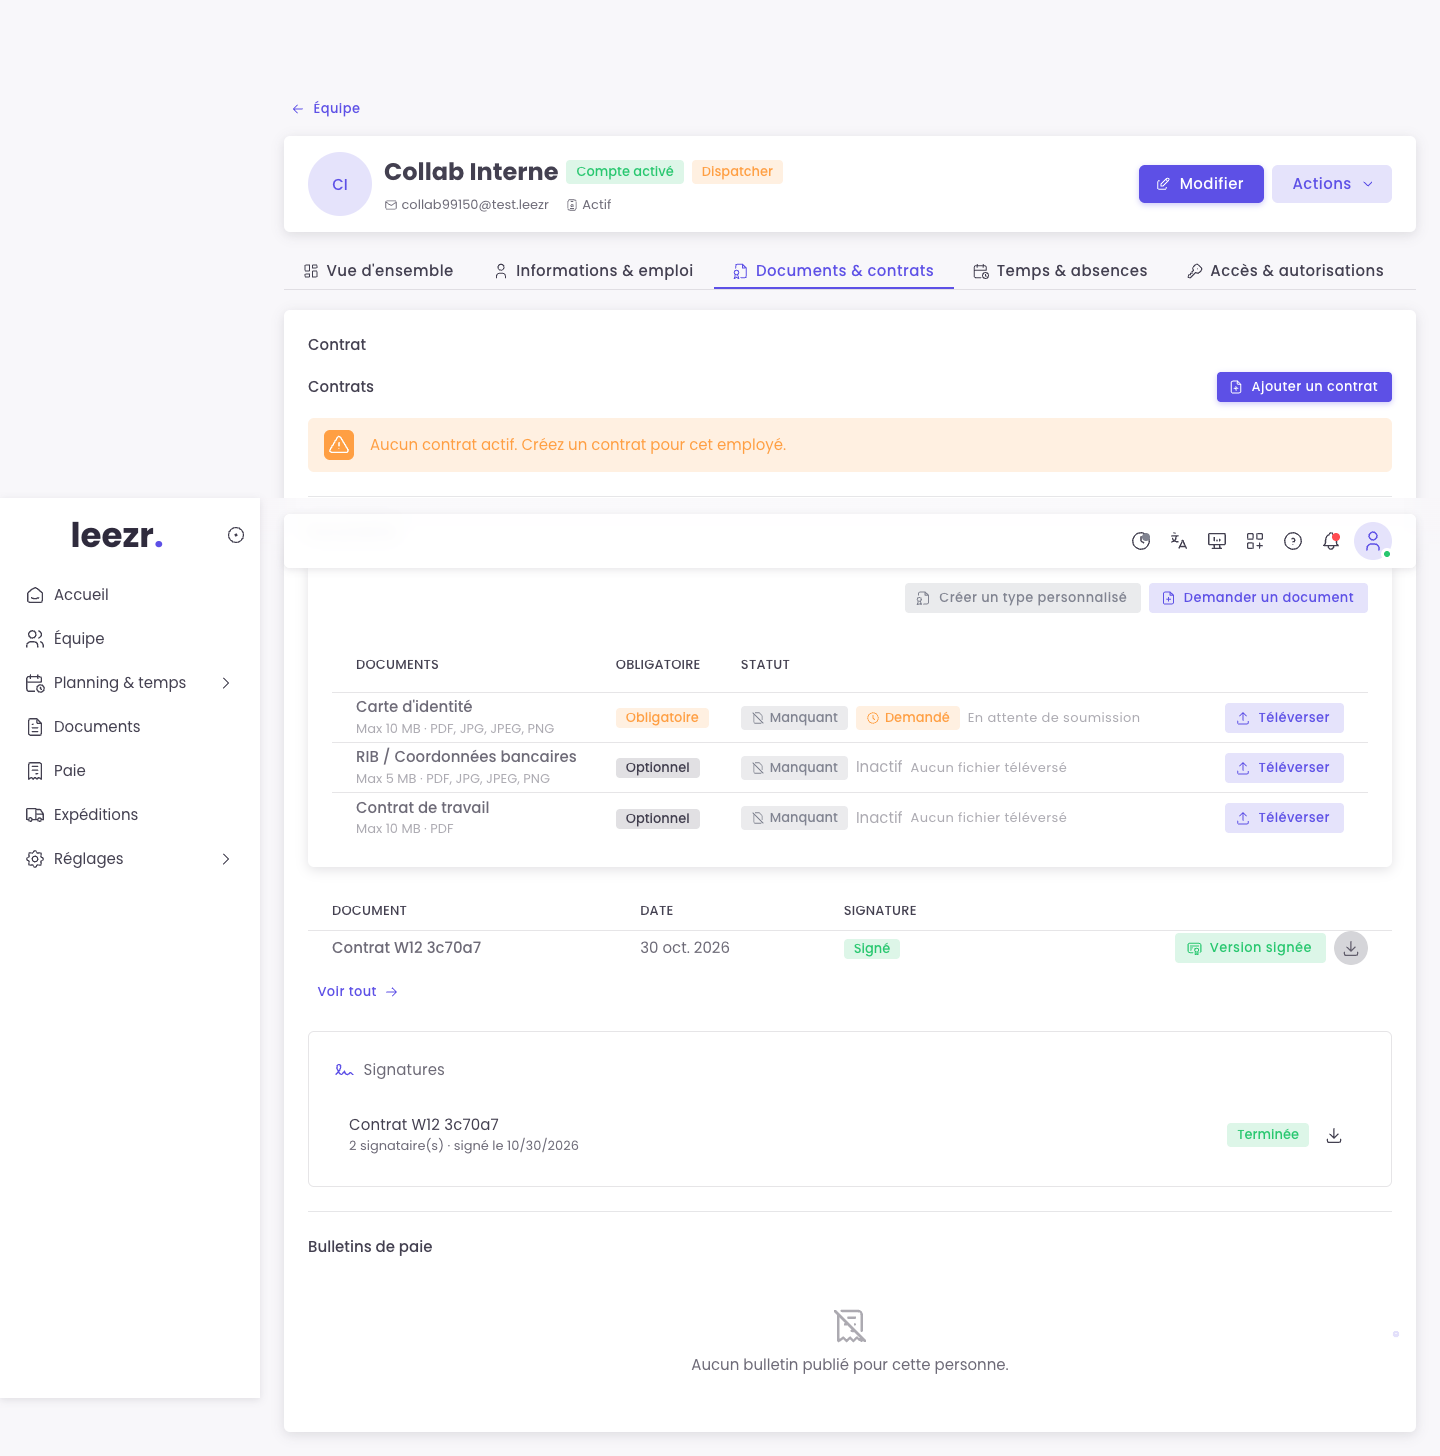 Équipe
CI
Collab Interne Compte activé Dispatcher
collab99150@test.leezr Actif
Modifier
Actions
Vue d'ensemble
Informations & emploi
Documents & contrats
Temps & absences
Accès & autorisations
Contrat
Contrats
Ajouter un contrat
Aucun contrat actif. Créez un contrat pour cet employé.
leezr.
Accueil
Équipe
Planning & temps
Documents
Paie
Expéditions
Réglages
Créer un type personnalisé
Demander un document
DOCUMENTS OBLIGATOIRE STATUT
Carte d'identité
Max 10 MB · PDF, JPG, JPEG, PNG
Obligatoire Manquant Demandé En attente de soumission Téléverser
RIB / Coordonnées bancaires
Max 5 MB · PDF, JPG, JPEG, PNG
Optionnel Manquant Inactif Aucun fichier téléversé Téléverser
Contrat de travail
Max 10 MB · PDF
Optionnel Manquant Inactif Aucun fichier téléversé Téléverser
DOCUMENT DATE SIGNATURE
Contrat W12 3c70a7 30 oct. 2026 Signé Version signée
Voir tout
Signatures
Contrat W12 3c70a7
2 signataire(s) · signé le 10/30/2026
Terminée
Bulletins de paie
Aucun bulletin publié pour cette personne.